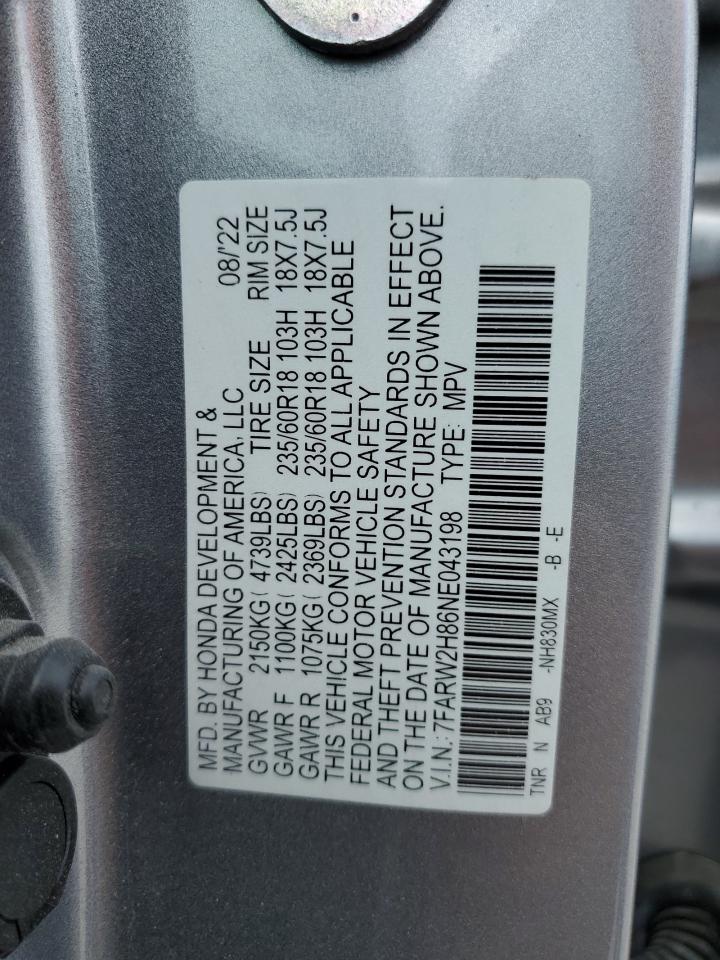 MFD. BY HONDA DEVELOPMENT &
MANUFACTURING OF AMERICA, LLC 08/'22
GVWR 2150KG( 4739LBS) TIRE SIZE RIM SIZE
GAWR F 1100KG( 2425LBS) 235/60R18 103H 18X7.5J
GAWR R 1075KG( 2369LBS) 235/60R18 103H 18X7.5J
THIS VEHICLE CONFORMS TO ALL APPLICABLE
FEDERAL MOTOR VEHICLE SAFETY
AND THEFT PREVENTION STANDARDS IN EFFECT
ON THE DATE OF MANUFACTURE SHOWN ABOVE.
V.I.N.:7FARW2H86NE043198 TYPE: MPV
TNR N AB9 -NH830MX -B -E